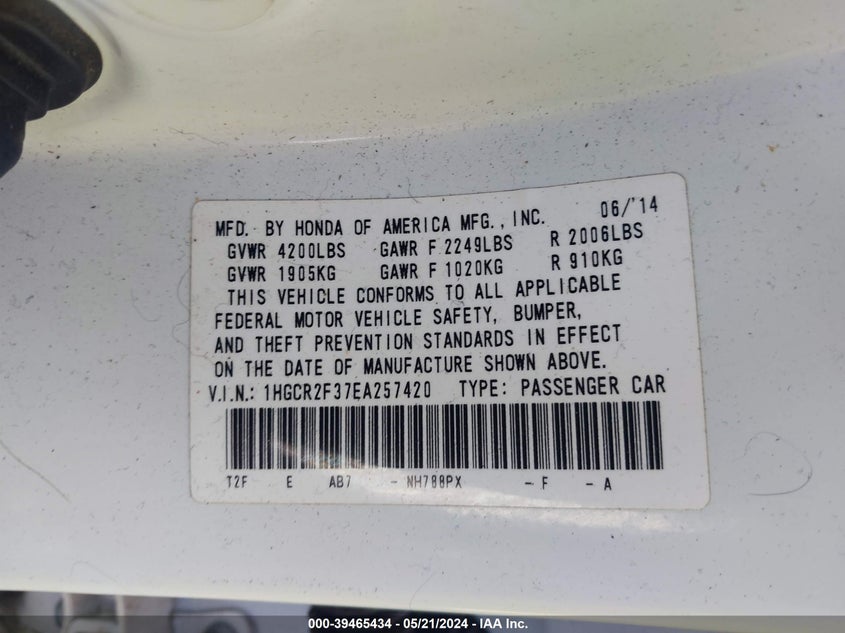 MFD. BY HONDA OF AMERICA MFG., INC. 06/'14
GVWR 4200LBS GAWR F 2249LBS R 2006LBS
GVWR 1905KG GAWR F 1020KG R 910KG
THIS VEHICLE CONFORMS TO ALL APPLICABLE
FEDERAL MOTOR VEHICLE SAFETY, BUMPER,
AND THEFT PREVENTION STANDARDS IN EFFECT
ON THE DATE OF MANUFACTURE SHOWN ABOVE.
V.I.N.: 1HGCR2F37EA257420 TYPE: PASSENGER CAR
T2F E AB7 - NH788PX - F - A
000-39465434 - 05/21/2024 - IAA Inc.